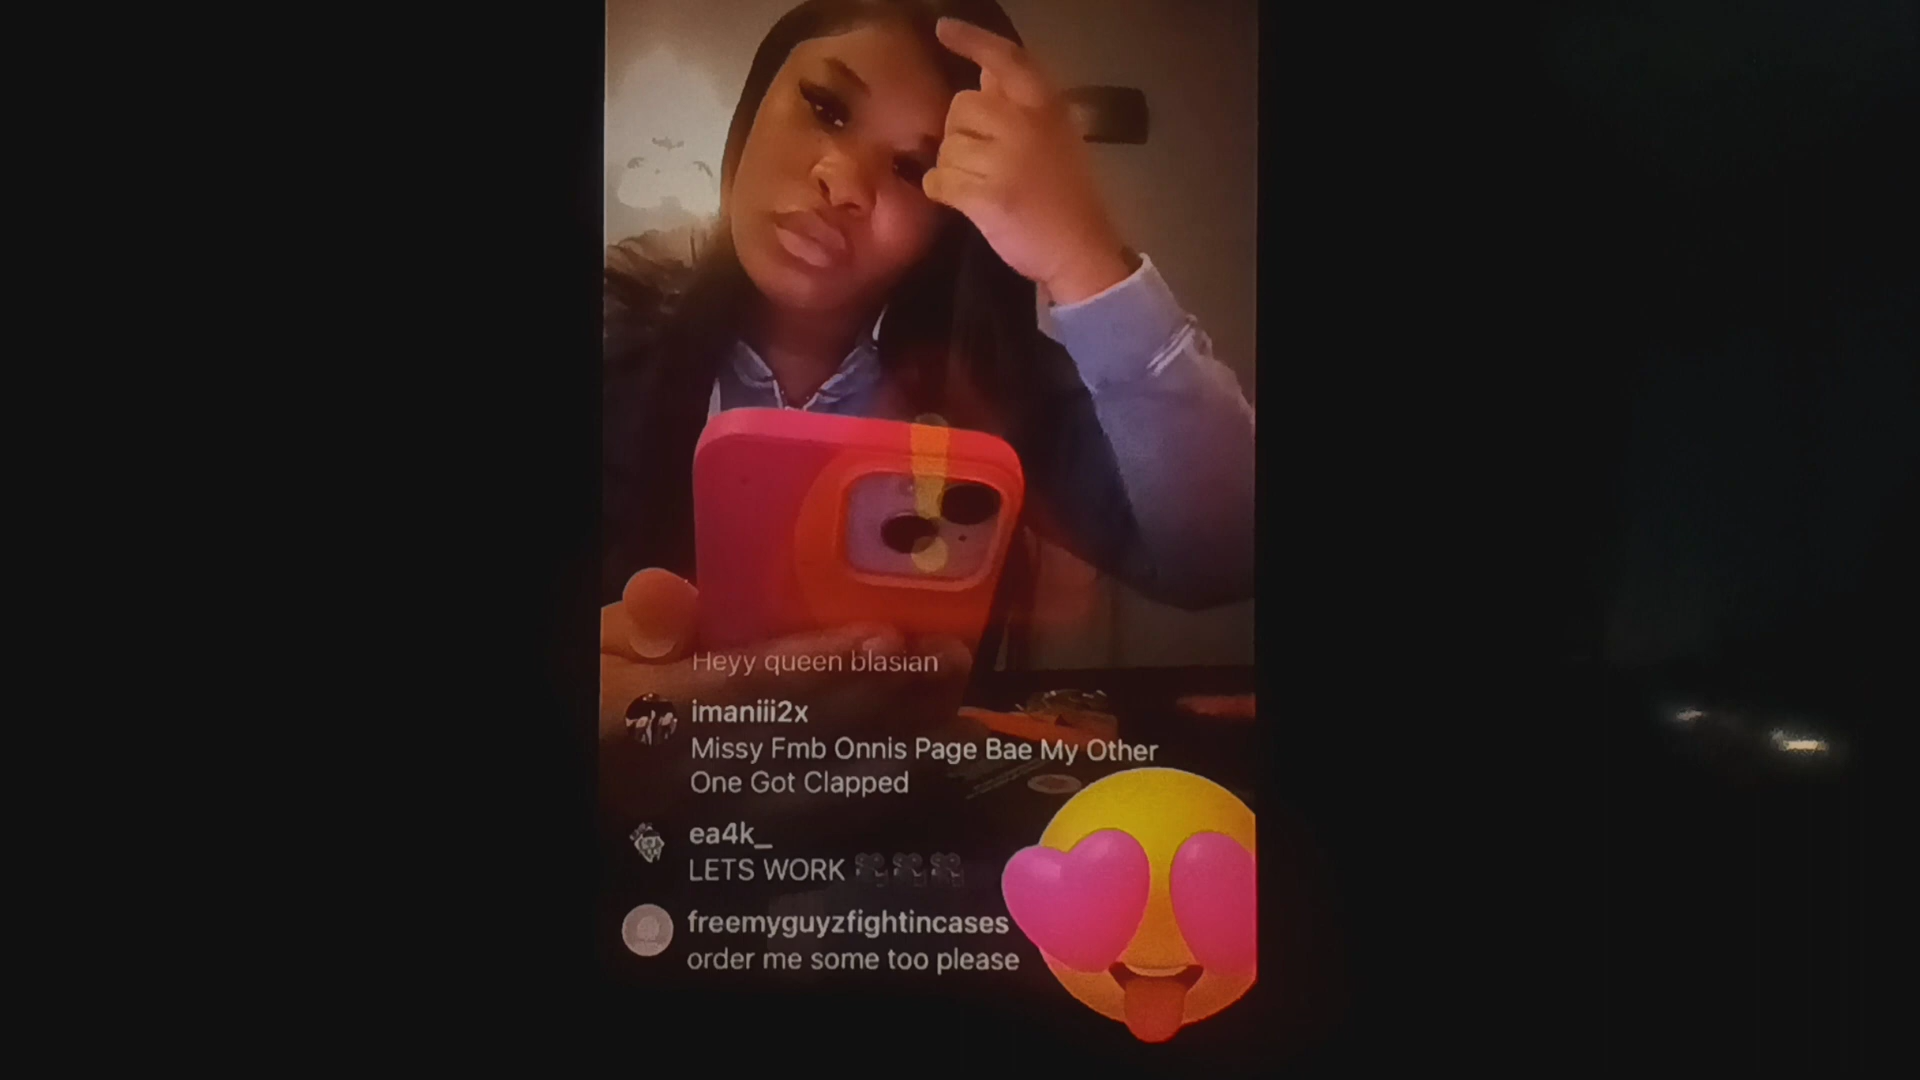 Heyy queen blasian
imaniii2x
Missy Fmb Onnis Page Bae My Other
One Got Clapped
ea4k_
LETS WORK
freemyguyzfightincases
order me some too please